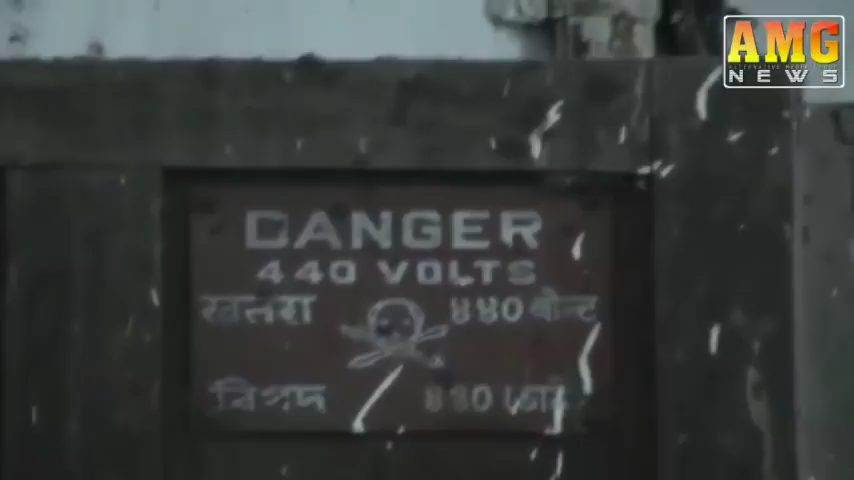 AMG
NEWS
DANGER
440 VOLTS
खतरा ४४० वोल्ट
বিপদ ৪৪০